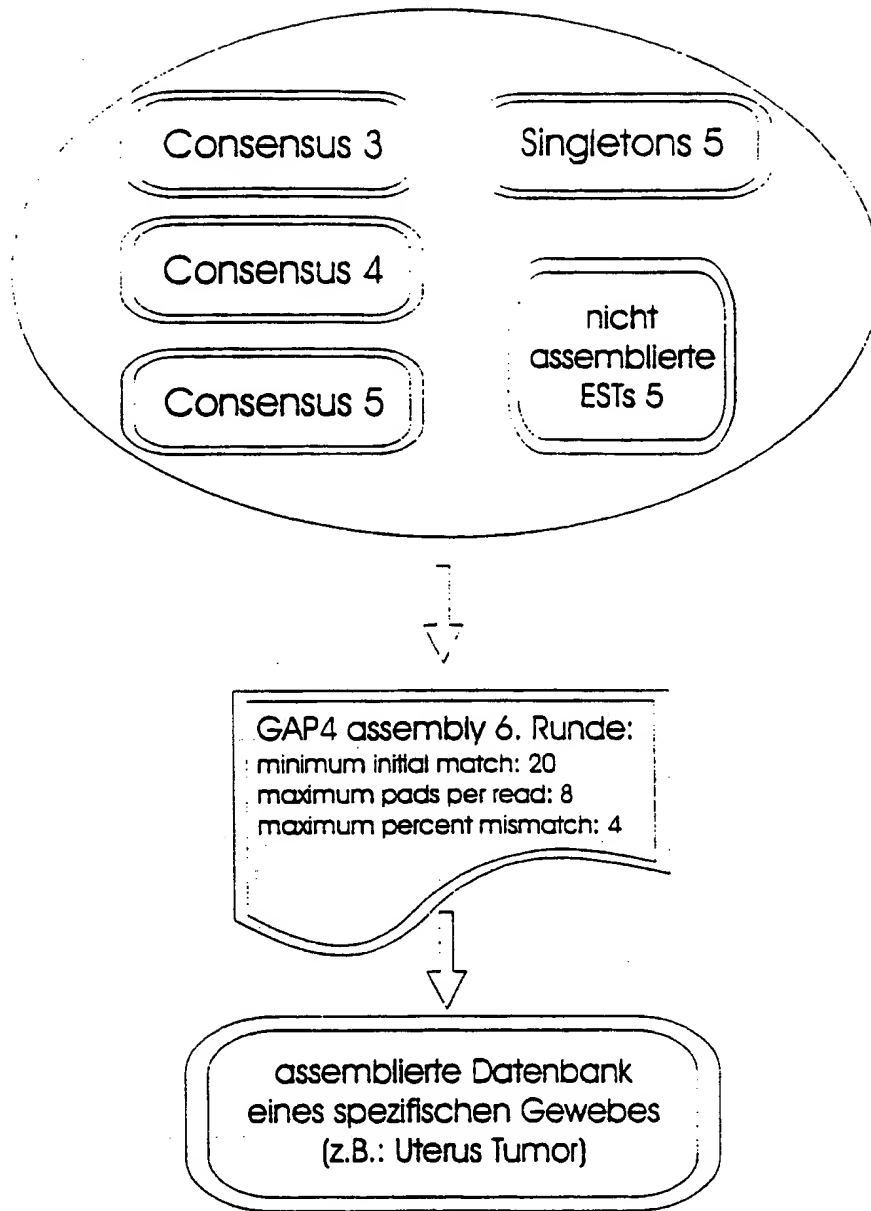 Consensus 3
Singletons 5
Consensus 4
nicht
assemblierte
ESTs 5
Consensus 5
GAP4 assembly 6. Runde:
minimum initial match: 20
maximum pads per read: 8
maximum percent mismatch: 4
assemblierte Datenbank
eines spezifischen Gewebes
(z.B.: Uterus Tumor)